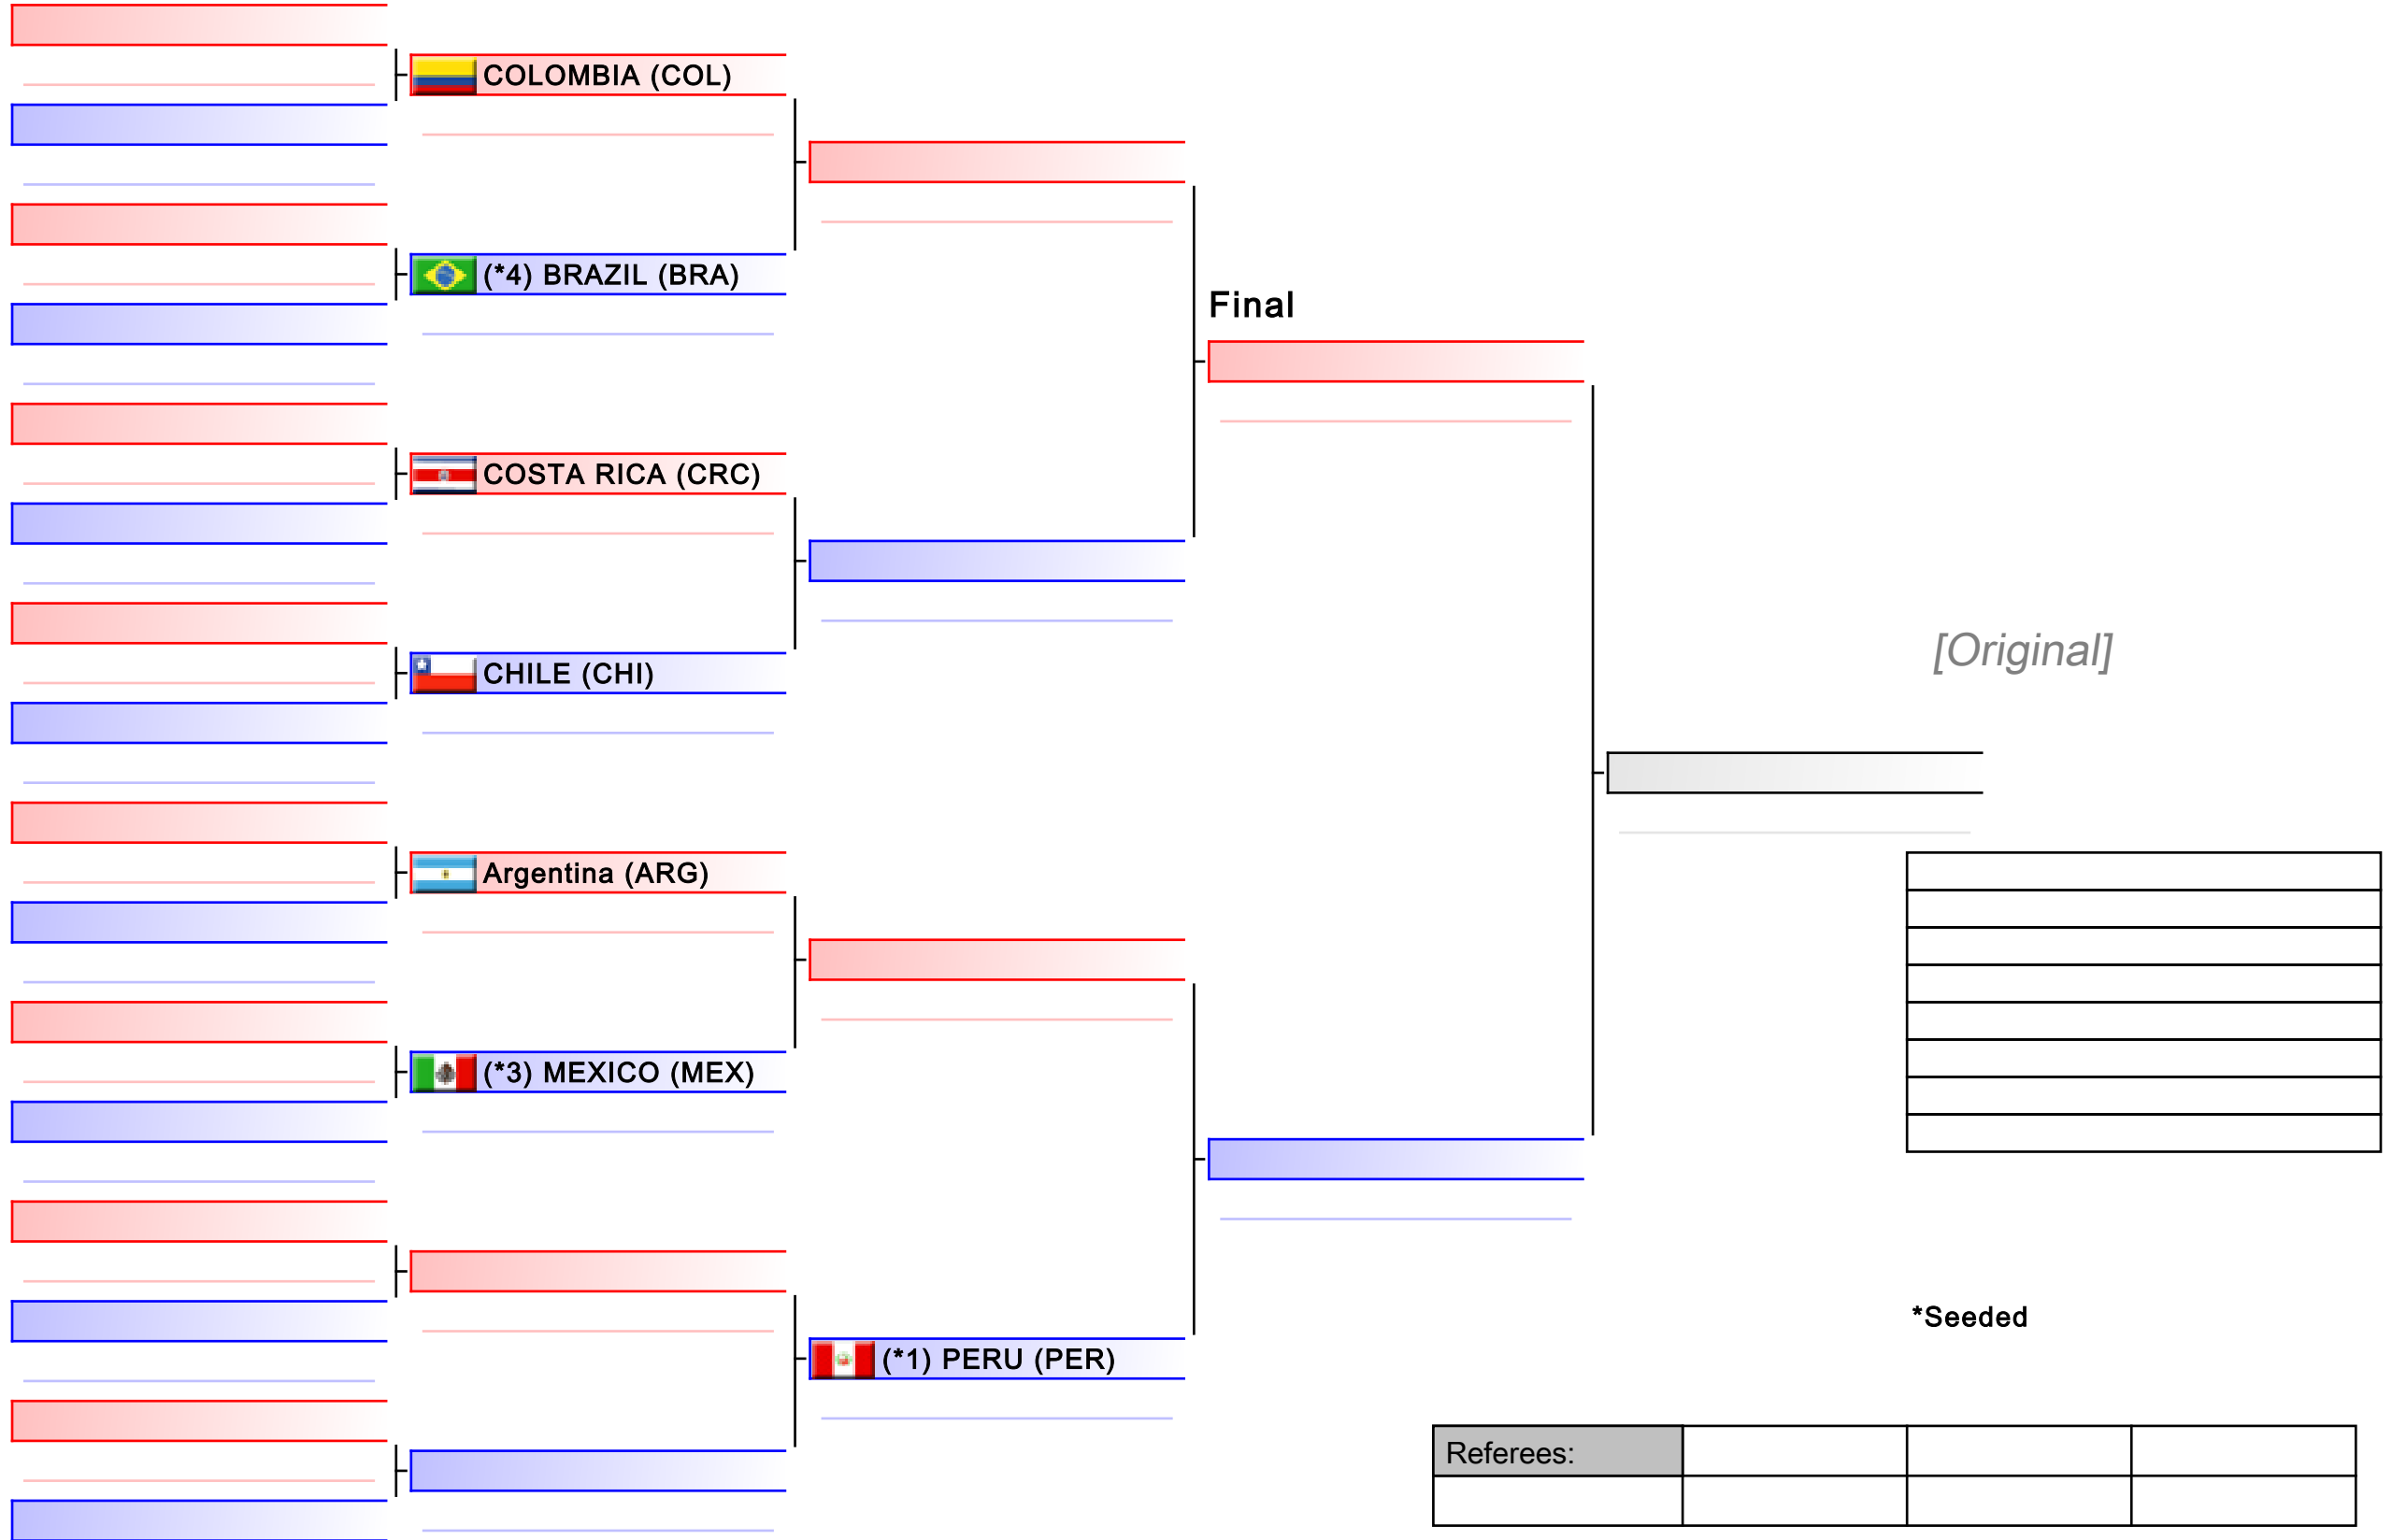 COLOMBIA (COL)
(*4) BRAZIL (BRA)
Final
COSTA RICA (CRC)
[Original]
CHILE (CHI)
Argentina (ARG)
(*3) MEXICO (MEX)
*Seeded
(*1) PERU (PER)
Referees: